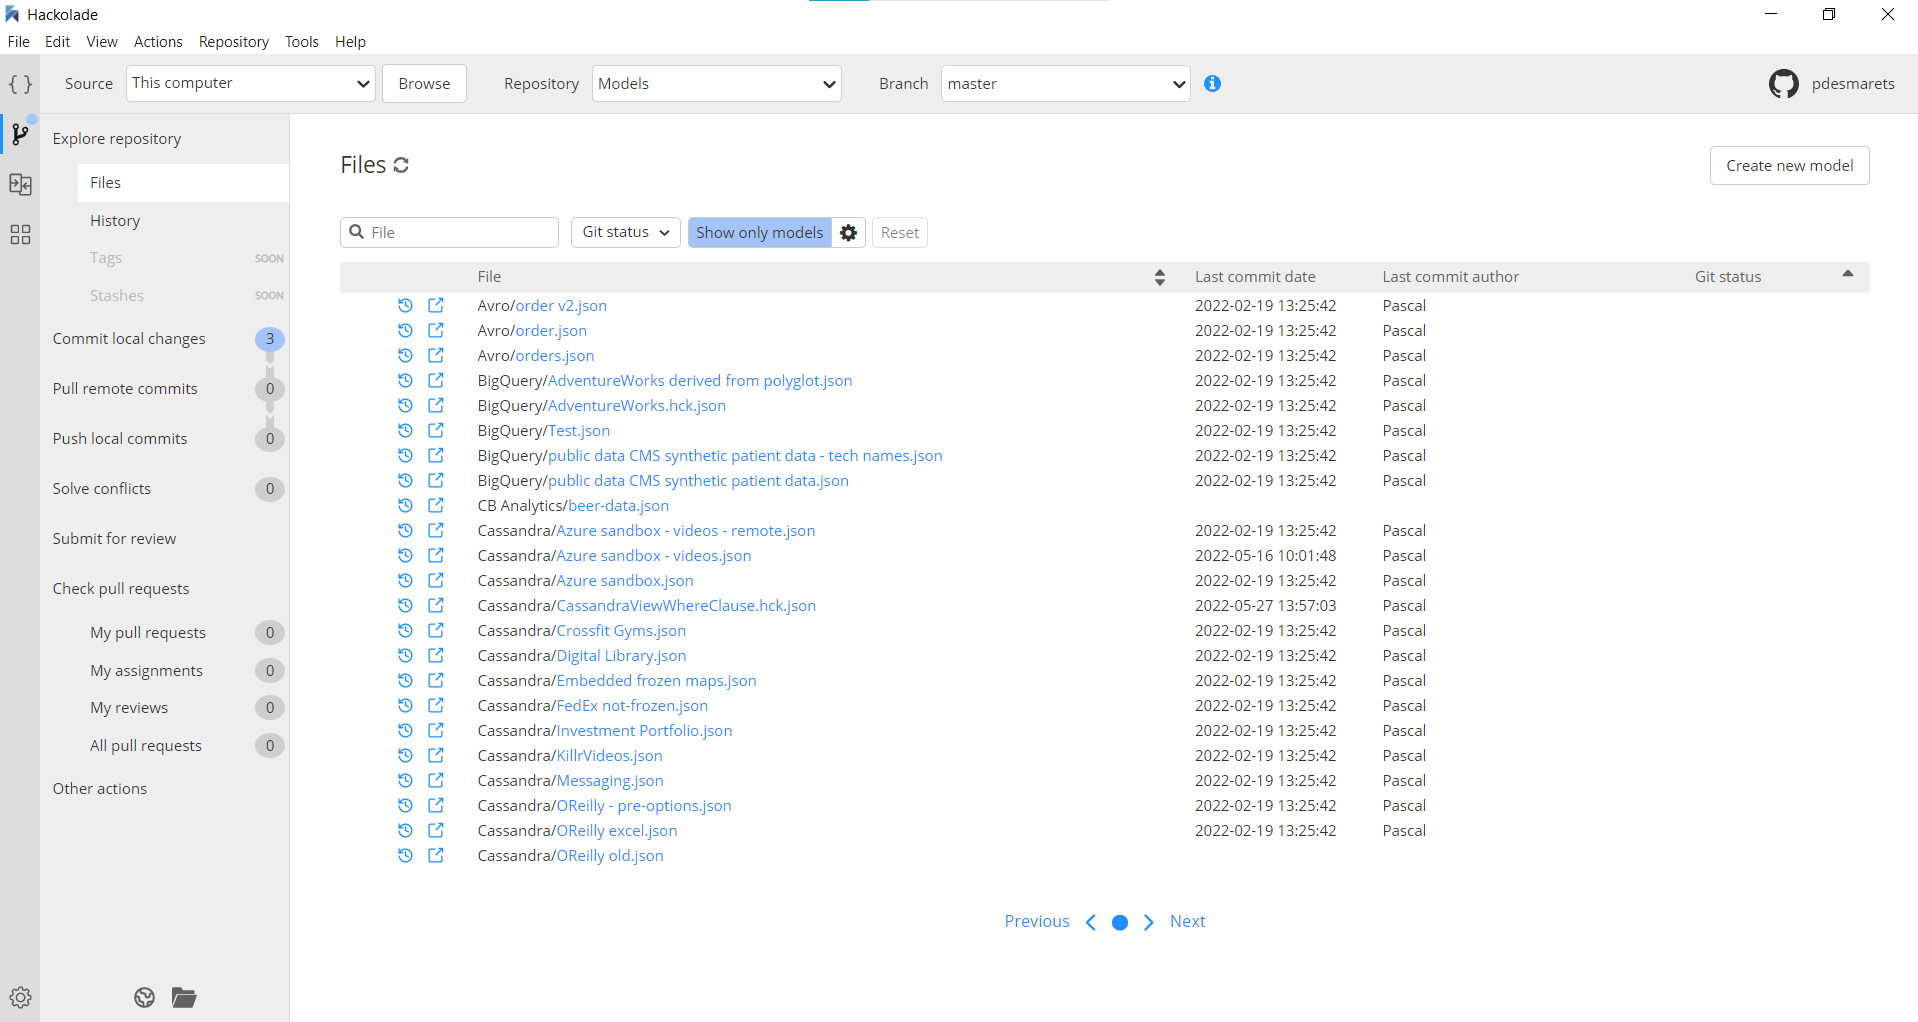 Hackolade
File Edit View Actions Repository Tools Help
Source This computer Browse Repository Models Branch master pdesmarets
Explore repository
Files
History
Tags SOON
Stashes SOON
Commit local changes 3
Pull remote commits 0
Push local commits 0
Solve conflicts 0
Submit for review
Check pull requests
My pull requests 0
My assignments 0
My reviews 0
All pull requests 0
Other actions
Files Create new model
File Git status Show only models Reset
File Last commit date Last commit author Git status
Avro/order v2.json 2022-02-19 13:25:42 Pascal
Avro/order.json 2022-02-19 13:25:42 Pascal
Avro/orders.json 2022-02-19 13:25:42 Pascal
BigQuery/AdventureWorks derived from polyglot.json 2022-02-19 13:25:42 Pascal
BigQuery/AdventureWorks.hck.json 2022-02-19 13:25:42 Pascal
BigQuery/Test.json 2022-02-19 13:25:42 Pascal
BigQuery/public data CMS synthetic patient data - tech names.json 2022-02-19 13:25:42 Pascal
BigQuery/public data CMS synthetic patient data.json 2022-02-19 13:25:42 Pascal
CB Analytics/beer-data.json
Cassandra/Azure sandbox - videos - remote.json 2022-02-19 13:25:42 Pascal
Cassandra/Azure sandbox - videos.json 2022-05-16 10:01:48 Pascal
Cassandra/Azure sandbox.json 2022-02-19 13:25:42 Pascal
Cassandra/CassandraViewWhereClause.hck.json 2022-05-27 13:57:03 Pascal
Cassandra/Crossfit Gyms.json 2022-02-19 13:25:42 Pascal
Cassandra/Digital Library.json 2022-02-19 13:25:42 Pascal
Cassandra/Embedded frozen maps.json 2022-02-19 13:25:42 Pascal
Cassandra/FedEx not-frozen.json 2022-02-19 13:25:42 Pascal
Cassandra/Investment Portfolio.json 2022-02-19 13:25:42 Pascal
Cassandra/KillrVideos.json 2022-02-19 13:25:42 Pascal
Cassandra/Messaging.json 2022-02-19 13:25:42 Pascal
Cassandra/OReilly - pre-options.json 2022-02-19 13:25:42 Pascal
Cassandra/OReilly excel.json 2022-02-19 13:25:42 Pascal
Cassandra/OReilly old.json
Previous Next